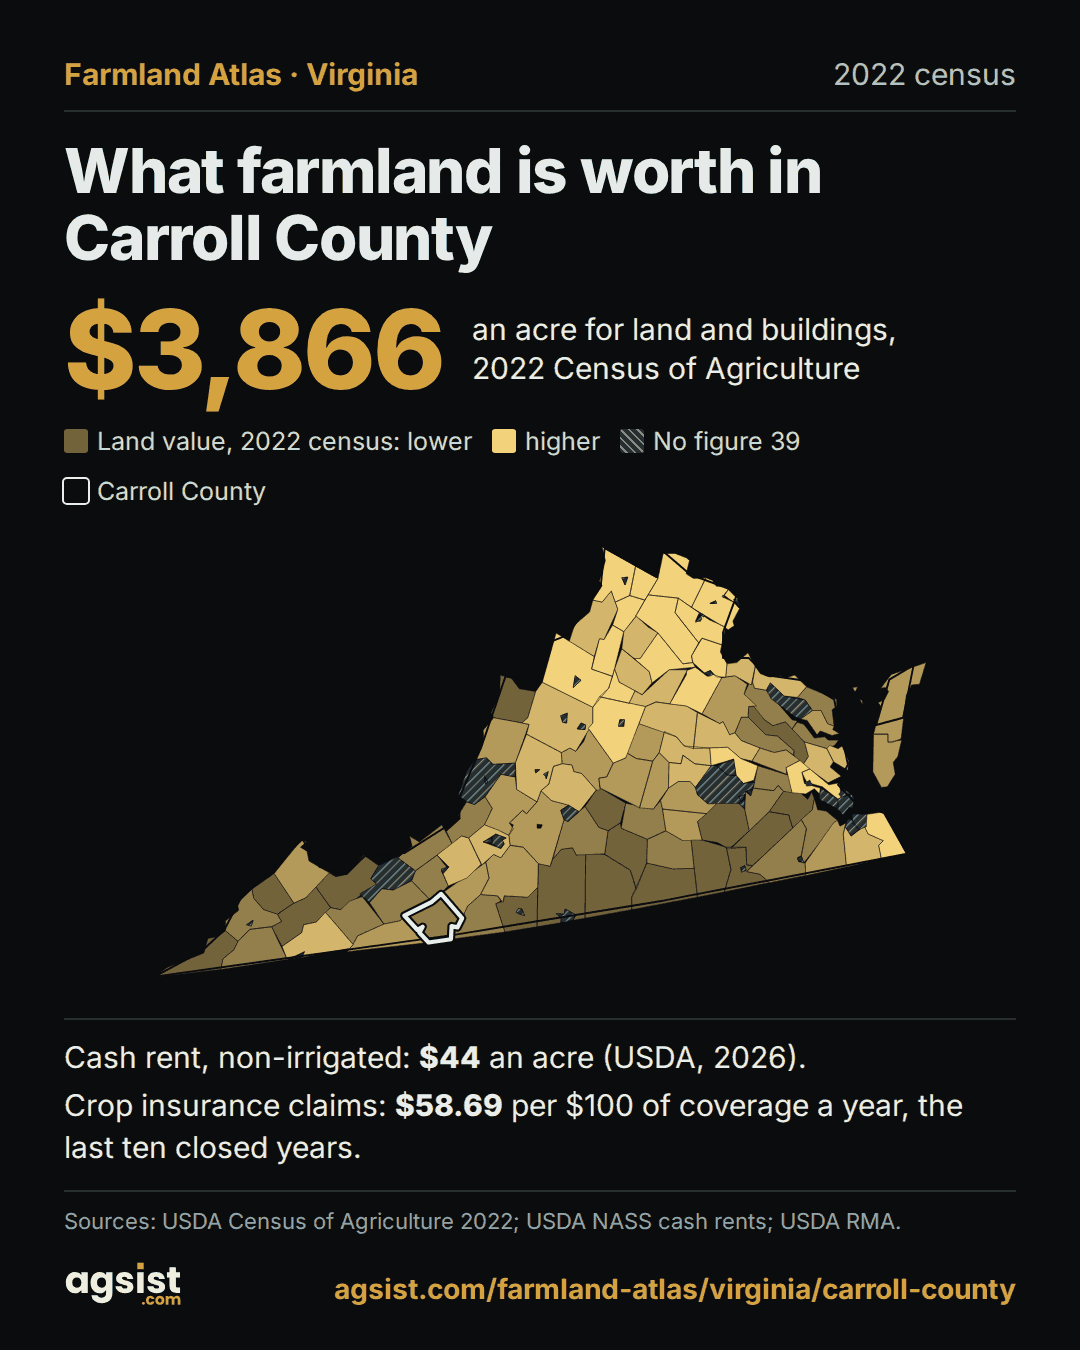 Farmland Atlas · Virginia
2022 census
What farmland is worth in
Carroll County
$3,866
an acre for land and buildings,
2022 Census of Agriculture
Land value, 2022 census: lower
higher
No figure 39
Carroll County
Cash rent, non-irrigated: $44 an acre (USDA, 2026).
Crop insurance claims: $58.69 per $100 of coverage a year, the
last ten closed years.
Sources: USDA Census of Agriculture 2022; USDA NASS cash rents; USDA RMA.
agsist
.com
agsist.com/farmland-atlas/virginia/carroll-county